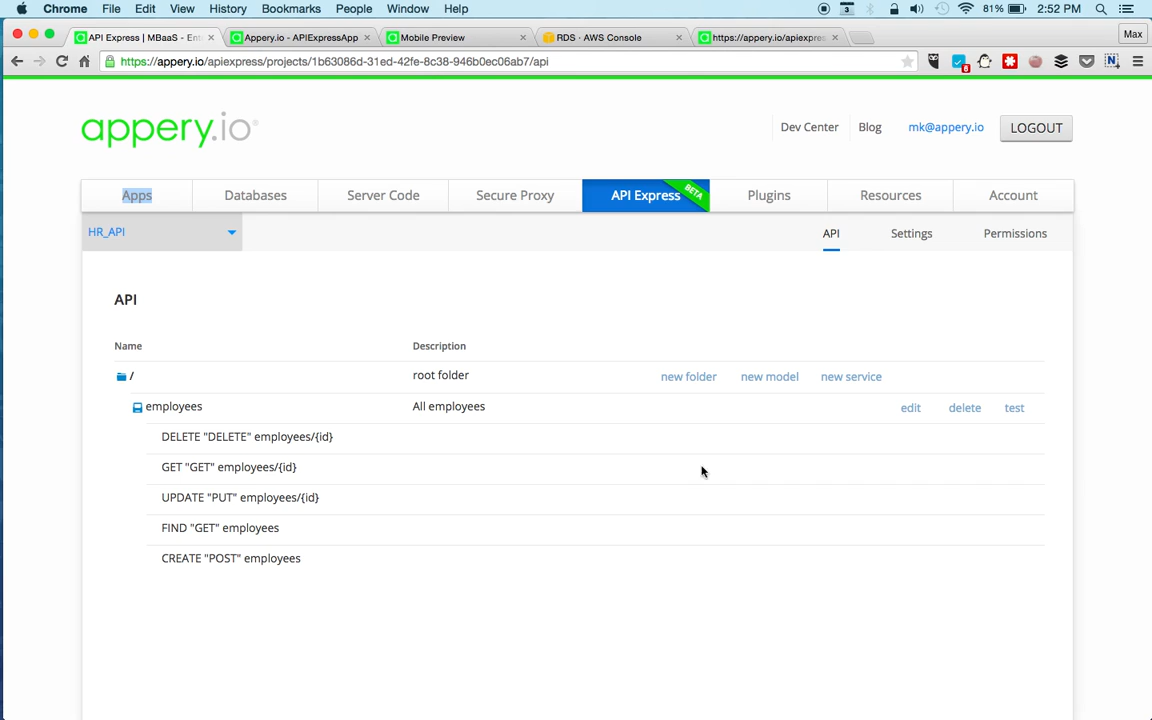 Chrome File Edit View History Bookmarks People Window Help 3 81% 2:52 PM
API Express | MBaaS - Ent Appery.io - APIExpressApp Mobile Preview RDS · AWS Console https://appery.io/apiexpres Max
https://appery.io/apiexpress/projects/1b63086d-31ed-42fe-8c38-946b0ec06ab7/api
appery.io Dev Center Blog mk@appery.io LOGOUT
Apps Databases Server Code Secure Proxy API Express BETA Plugins Resources Account
HR_API API Settings Permissions
API
Name Description
/ root folder new folder new model new service
employees All employees edit delete test
DELETE "DELETE" employees/{id}
GET "GET" employees/{id}
UPDATE "PUT" employees/{id}
FIND "GET" employees
CREATE "POST" employees